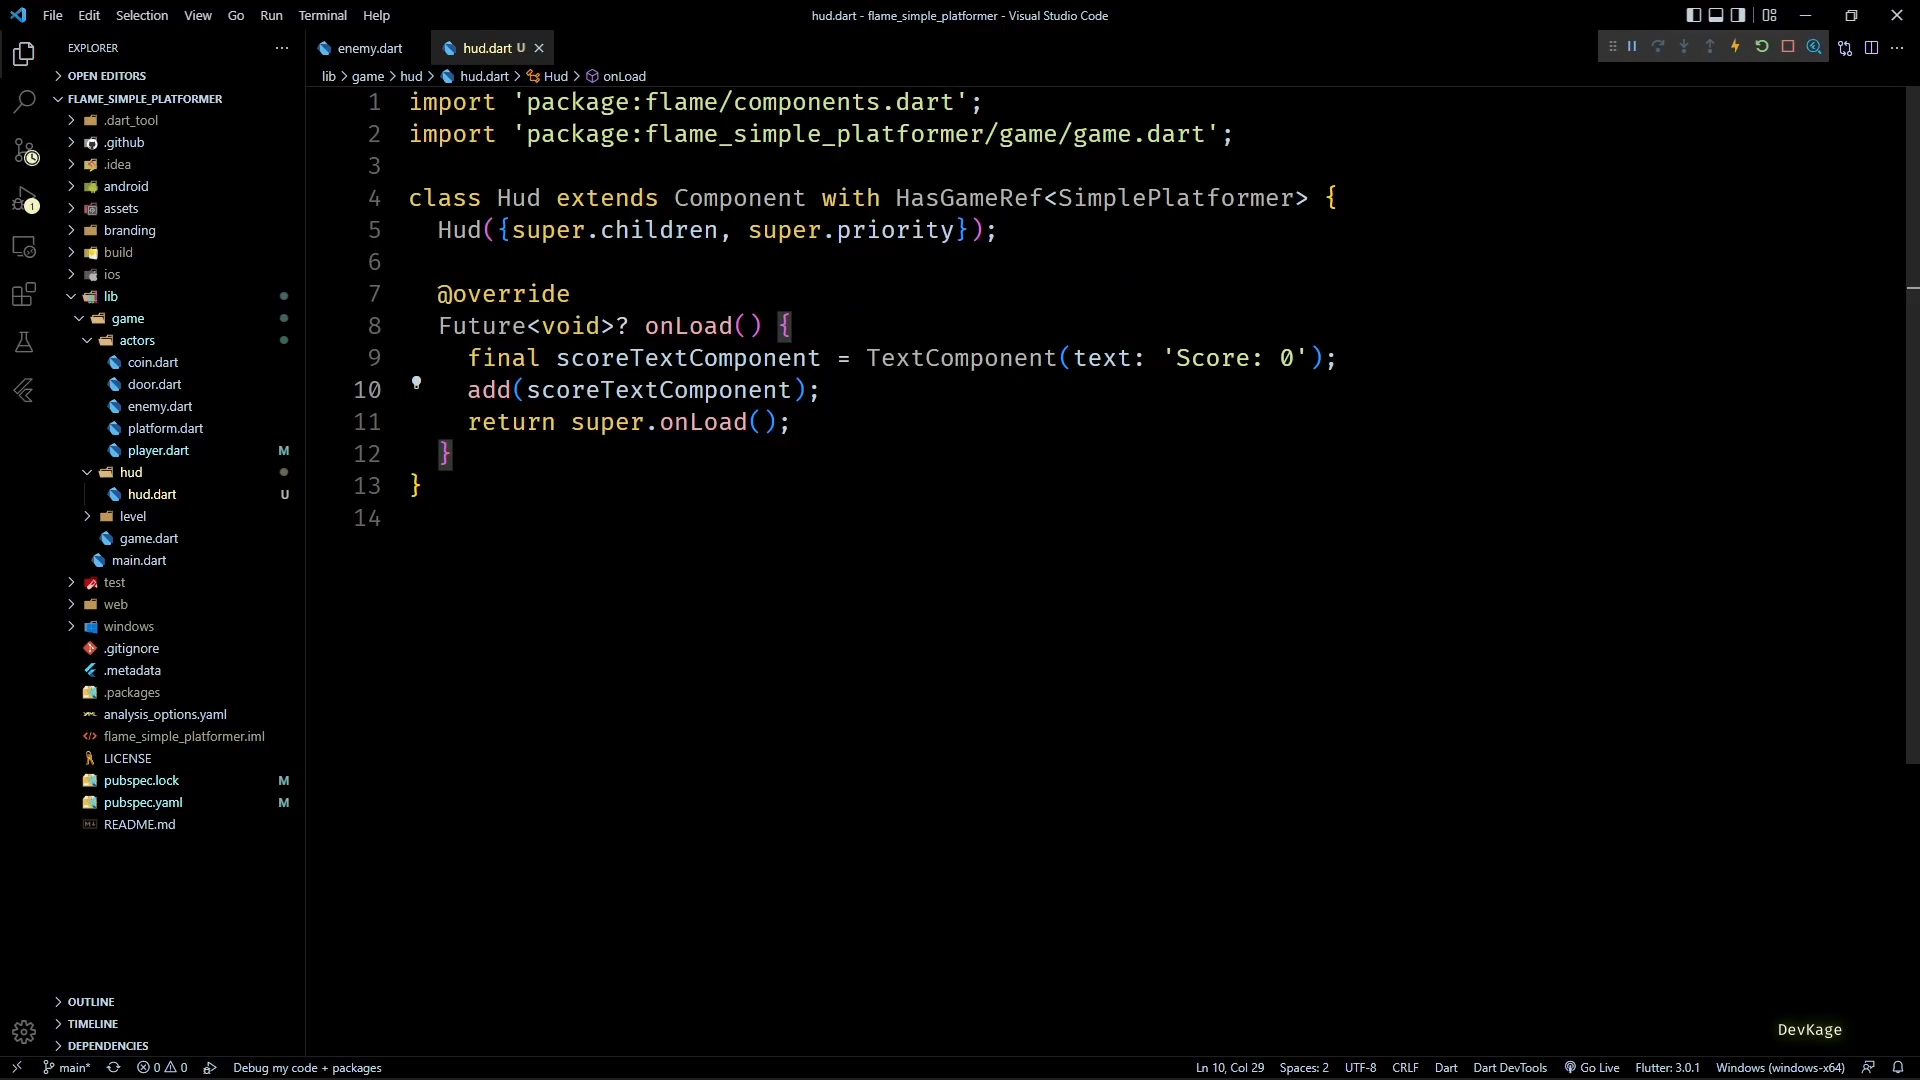 File Edit Selection View Go Run Terminal Help
hud.dart - flame_simple_platformer - Visual Studio Code
EXPLORER
OPEN EDITORS
FLAME_SIMPLE_PLATFORMER
.dart_tool
.github
.idea
android
assets
branding
build
ios
lib
game
actors
coin.dart
door.dart
enemy.dart
platform.dart
player.dart M
hud
hud.dart U
level
game.dart
main.dart
test
web
windows
.gitignore
.metadata
.packages
analysis_options.yaml
flame_simple_platformer.iml
LICENSE
pubspec.lock M
pubspec.yaml M
README.md
OUTLINE
TIMELINE
DEPENDENCIES
enemy.dart hud.dart U
lib > game > hud > hud.dart > Hud > onLoad
1 import 'package:flame/components.dart';
2 import 'package:flame_simple_platformer/game/game.dart';
3
4 class Hud extends Component with HasGameRef<SimplePlatformer> {
5 Hud({super.children, super.priority});
6
7 @override
8 Future<void>? onLoad() {
9 final scoreTextComponent = TextComponent(text: 'Score: 0');
10 add(scoreTextComponent);
11 return super.onLoad();
12 }
13 }
14
DevKage
main* 0 0 Debug my code + packages Ln 10, Col 29 Spaces: 2 UTF-8 CRLF Dart Dart DevTools Go Live Flutter: 3.0.1 Windows (windows-x64)
1